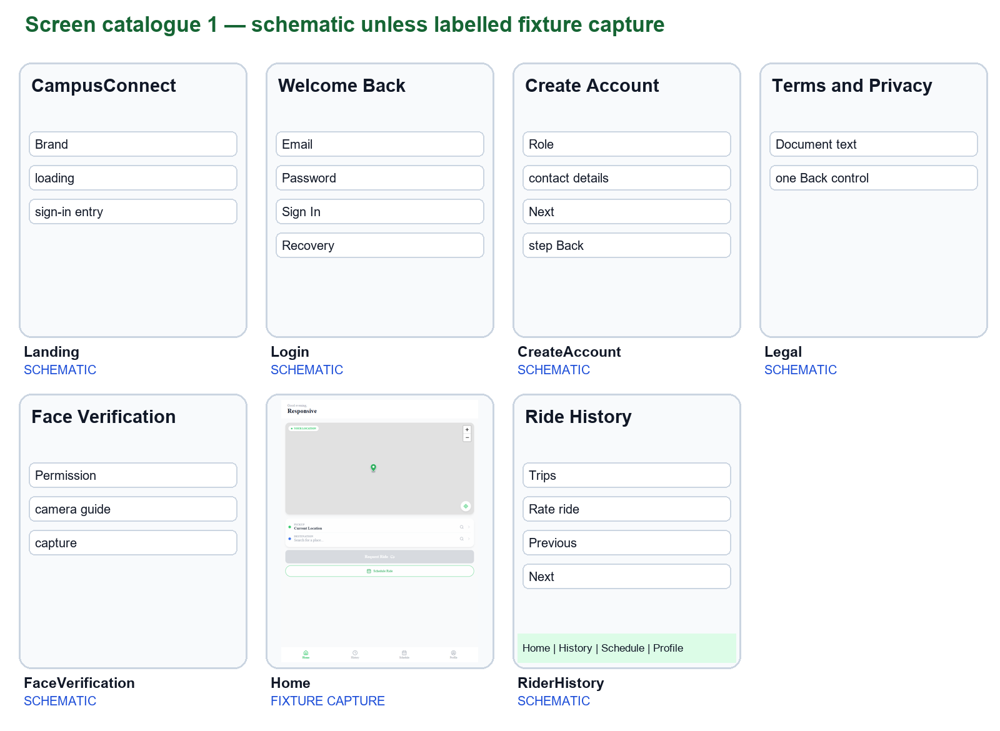 Screen catalogue 1 — schematic unless labelled fixture capture
CampusConnect
Brand
loading
sign-in entry
Landing
SCHEMATIC
Welcome Back
Email
Password
Sign In
Recovery
Login
SCHEMATIC
Create Account
Role
contact details
Next
step Back
CreateAccount
SCHEMATIC
Terms and Privacy
Document text
one Back control
Legal
SCHEMATIC
Face Verification
Permission
camera guide
capture
FaceVerification
SCHEMATIC
Good evening,
Responsive
YOUR LOCATION
+
−
PICKUP
Current Location
DESTINATION
Search for a place...
Request Ride
Schedule Ride
Home
History
Schedule
Profile
Home
FIXTURE CAPTURE
Ride History
Trips
Rate ride
Previous
Next
Home | History | Schedule | Profile
RiderHistory
SCHEMATIC